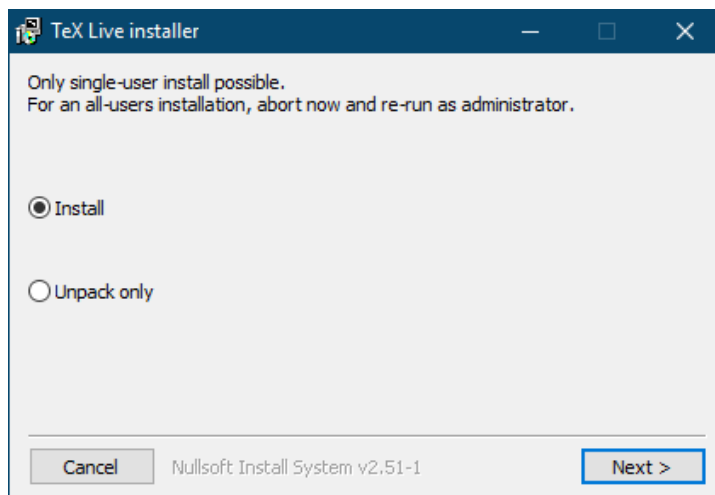 TeX Live installer
Only single-user install possible.
For an all-users installation, abort now and re-run as administrator.
Install
Unpack only
Cancel
Nullsoft Install System v2.51-1
Next >